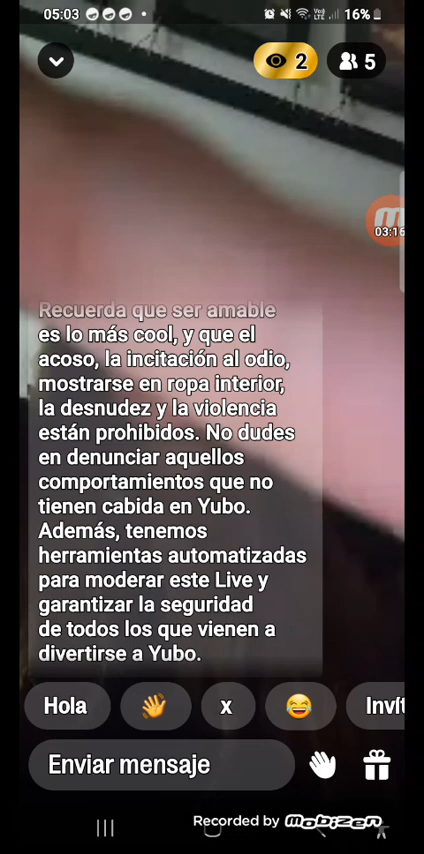 05:03 16%
2 5
03:16
Recuerda que ser amable
es lo más cool, y que el
acoso, la incitación al odio,
mostrarse en ropa interior,
la desnudez y la violencia
están prohibidos. No dudes
en denunciar aquellos
comportamientos que no
tienen cabida en Yubo.
Además, tenemos
herramientas automatizadas
para moderar este Live y
garantizar la seguridad
de todos los que vienen a
divertirse a Yubo.
Hola x Invít
Enviar mensaje
Recorded by Mobizen